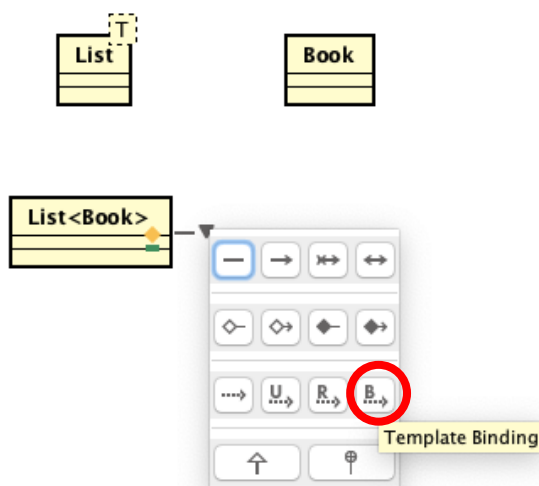 T
List
Book
List<Book>
U
R
B
Template Binding